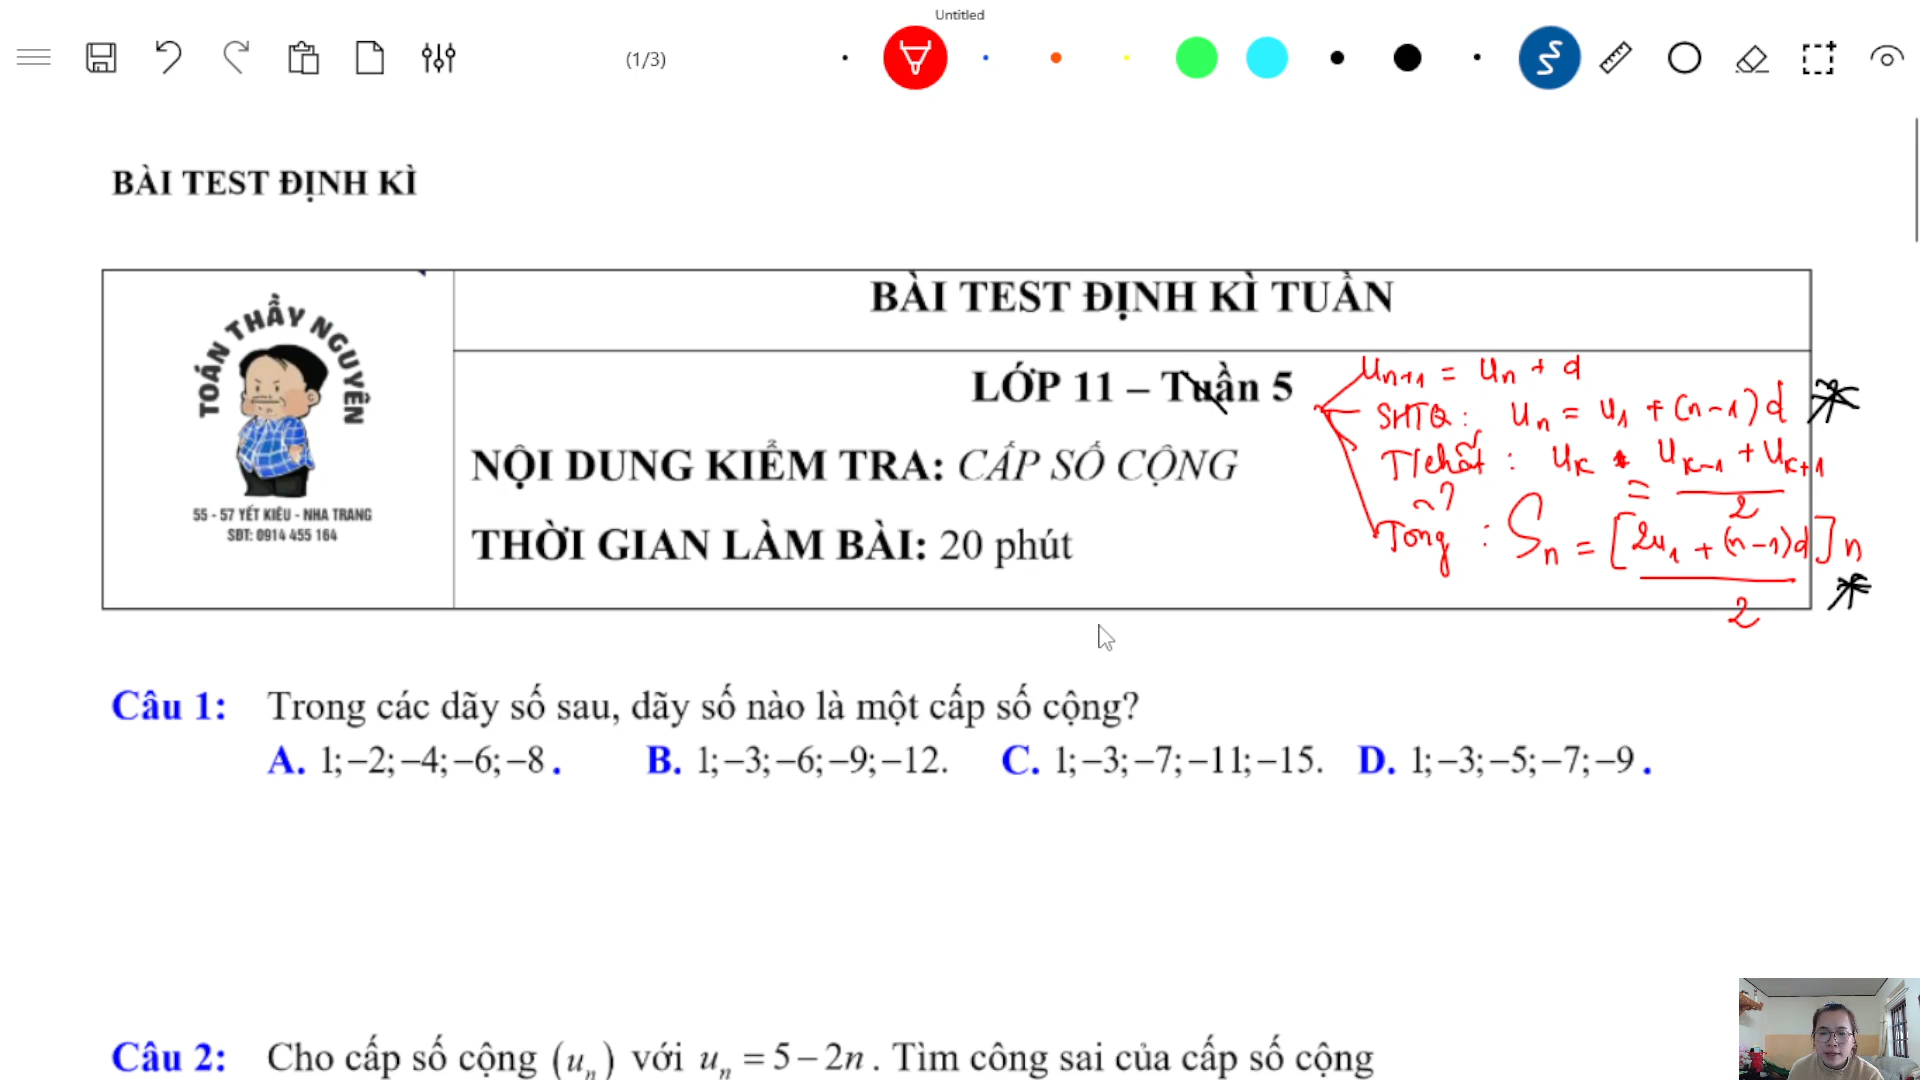 Untitled
(1/3)
BÀI TEST ĐỊNH KÌ
BÀI TEST ĐỊNH KÌ TUẦN
TOÁN THẦY NGUYÊN
55 - 57 YẾT KIÊU - NHA TRANG
SĐT: 0914 455 164
LỚP 11 – Tuần 5
NỘI DUNG KIỂM TRA: CẤP SỐ CỘNG
THỜI GIAN LÀM BÀI: 20 phút
uₙ₊₁ = uₙ + d
SHTQ: uₙ = u₁ + (n-1)d
T/chất : uₖ = (uₖ₋₁ + uₖ₊₁)/2
n?
Tổng : Sₙ = [2u₁ + (n-1)d]n / 2
Câu 1: Trong các dãy số sau, dãy số nào là một cấp số cộng?
A. 1;−2;−4;−6;−8. B. 1;−3;−6;−9;−12. C. 1;−3;−7;−11;−15. D. 1;−3;−5;−7;−9.
Câu 2: Cho cấp số cộng (uₙ) với uₙ = 5−2n. Tìm công sai của cấp số cộng